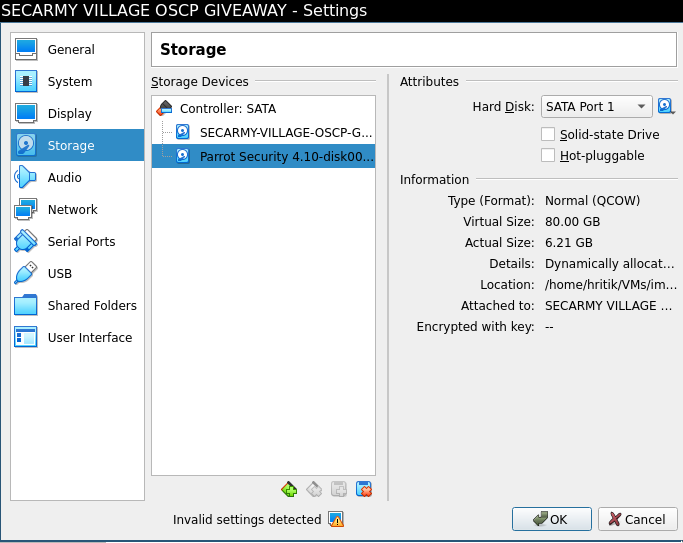 SECARMY VILLAGE OSCP GIVEAWAY - Settings
General
System
Display
Storage
Audio
Network
Serial Ports
USB
Shared Folders
User Interface
Storage
Storage Devices
Controller: SATA
SECARMY-VILLAGE-OSCP-G...
Parrot Security 4.10-disk00...
Attributes
Hard Disk: SATA Port 1
Solid-state Drive
Hot-pluggable
Information
Type (Format): Normal (QCOW)
Virtual Size: 80.00 GB
Actual Size: 6.21 GB
Details: Dynamically allocat...
Location: /home/hritik/VMs/im...
Attached to: SECARMY VILLAGE ...
Encrypted with key: --
Invalid settings detected
OK
Cancel